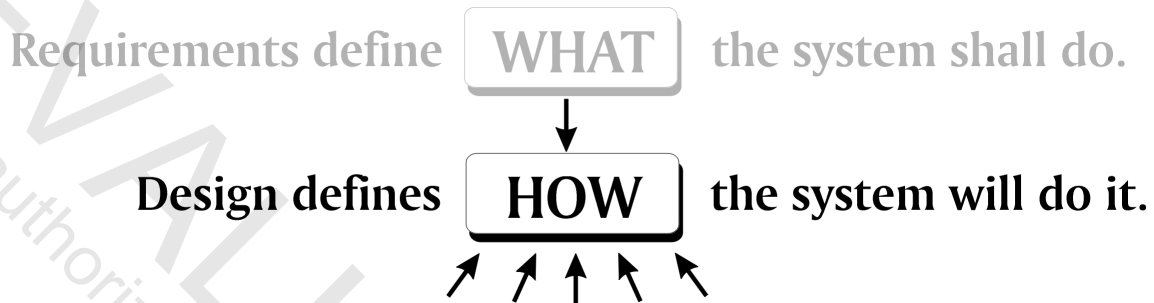 Requirements define WHAT the system shall do.
Design defines HOW the system will do it.